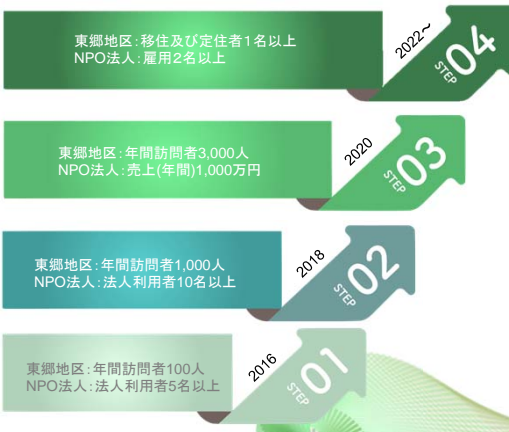 東郷地区:移住及び定住者1名以上
NPO法人:雇用2名以上
2022~
STEP
04
東郷地区:年間訪問者3,000人
NPO法人:売上(年間)1,000万円
2020
STEP
03
東郷地区:年間訪問者1,000人
NPO法人:法人利用者10名以上
2018
STEP
02
東郷地区:年間訪問者100人
NPO法人:法人利用者5名以上
2016
STEP
01